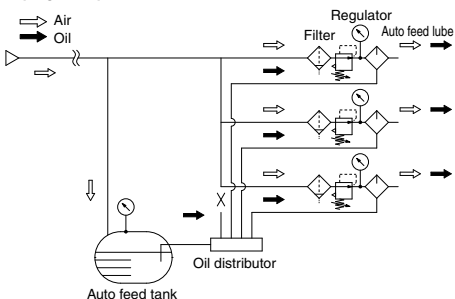 Air
Oil
Regulator
Filter
Auto feed lube
Oil distributor
Auto feed tank